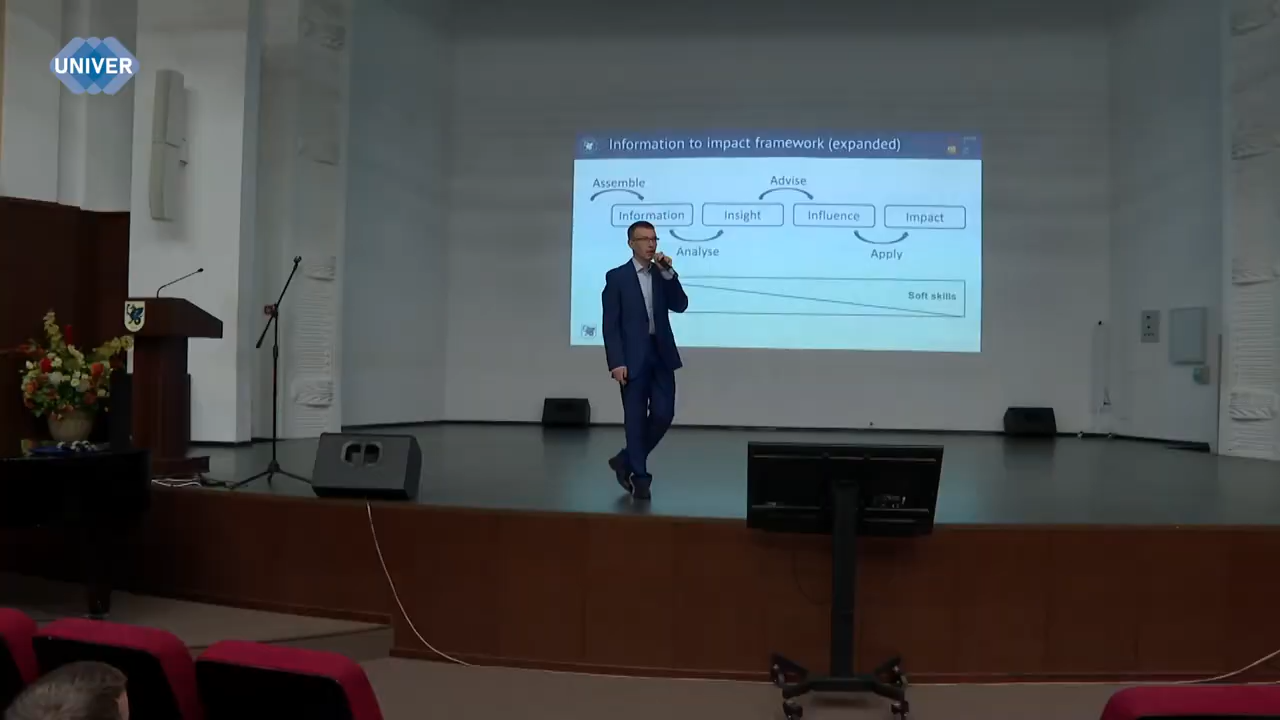 UNIVER
Information to impact framework (expanded)
Assemble
Advise
Information
Insight
Influence
Impact
Analyse
Apply
Soft skills